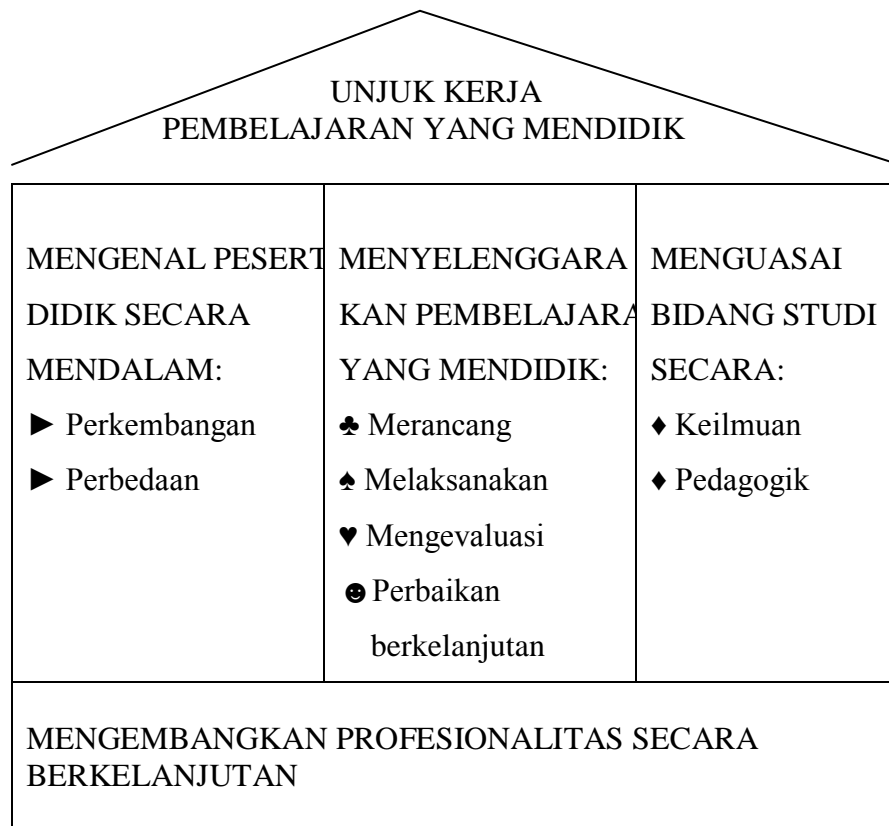 UNJUK KERJA
PEMBELAJARAN YANG MENDIDIK
MENGENAL PESERT
DIDIK SECARA
MENDALAM:
► Perkembangan
► Perbedaan
MENYELENGGARA
KAN PEMBELAJARA
YANG MENDIDIK:
♣ Merancang
♠ Melaksanakan
♥ Mengevaluasi
☻Perbaikan
berkelanjutan
MENGUASAI
BIDANG STUDI
SECARA:
♦ Keilmuan
♦ Pedagogik
MENGEMBANGKAN PROFESIONALITAS SECARA
BERKELANJUTAN